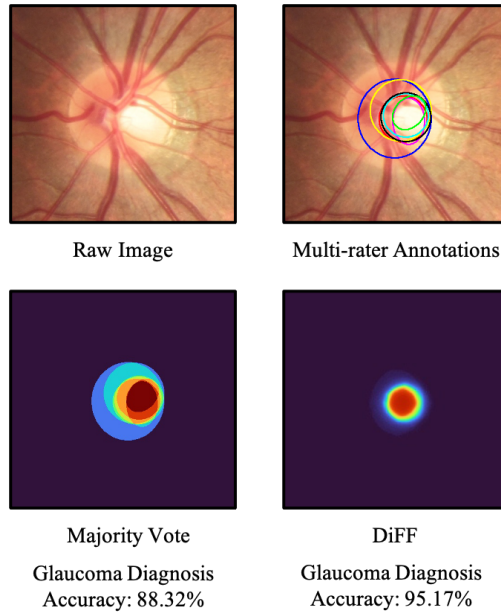 Raw Image
Multi-rater Annotations
Majority Vote
DiFF
Glaucoma Diagnosis
Accuracy: 88.32%
Glaucoma Diagnosis
Accuracy: 95.17%